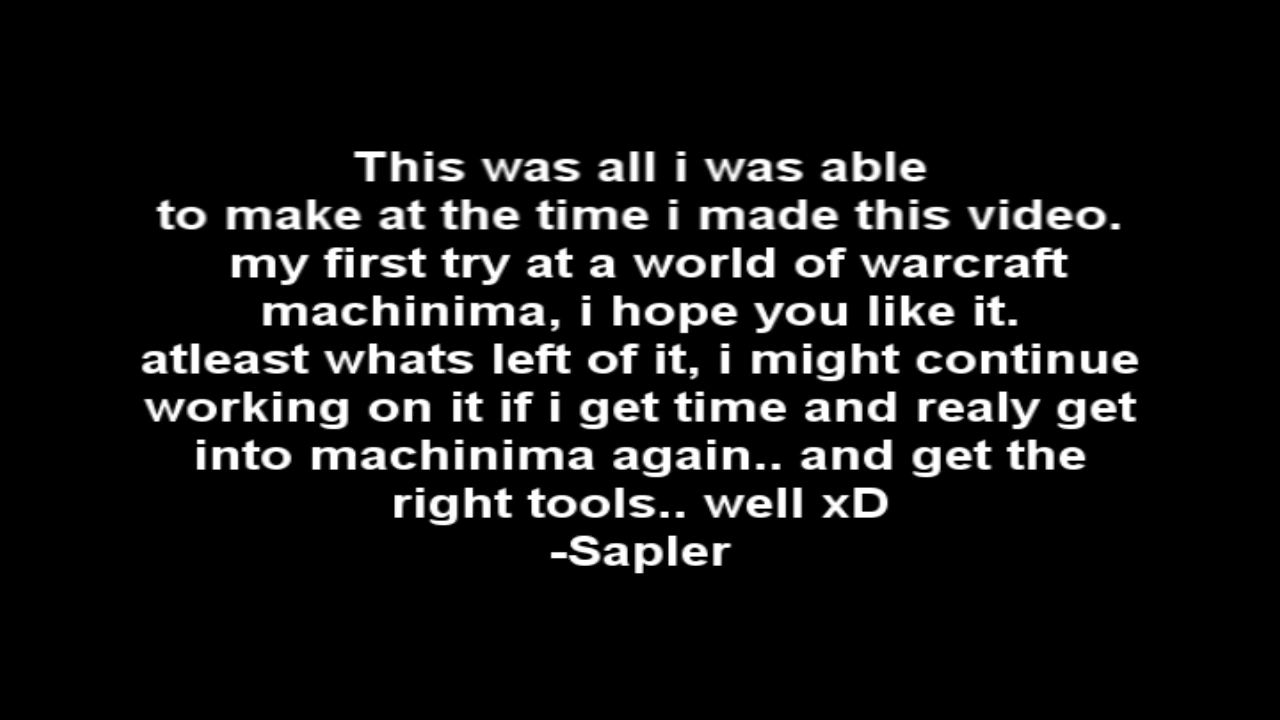 This was all i was able
to make at the time i made this video.
my first try at a world of warcraft
machinima, i hope you like it.
atleast whats left of it, i might continue
working on it if i get time and realy get
into machinima again.. and get the
right tools.. well xD
-Sapler